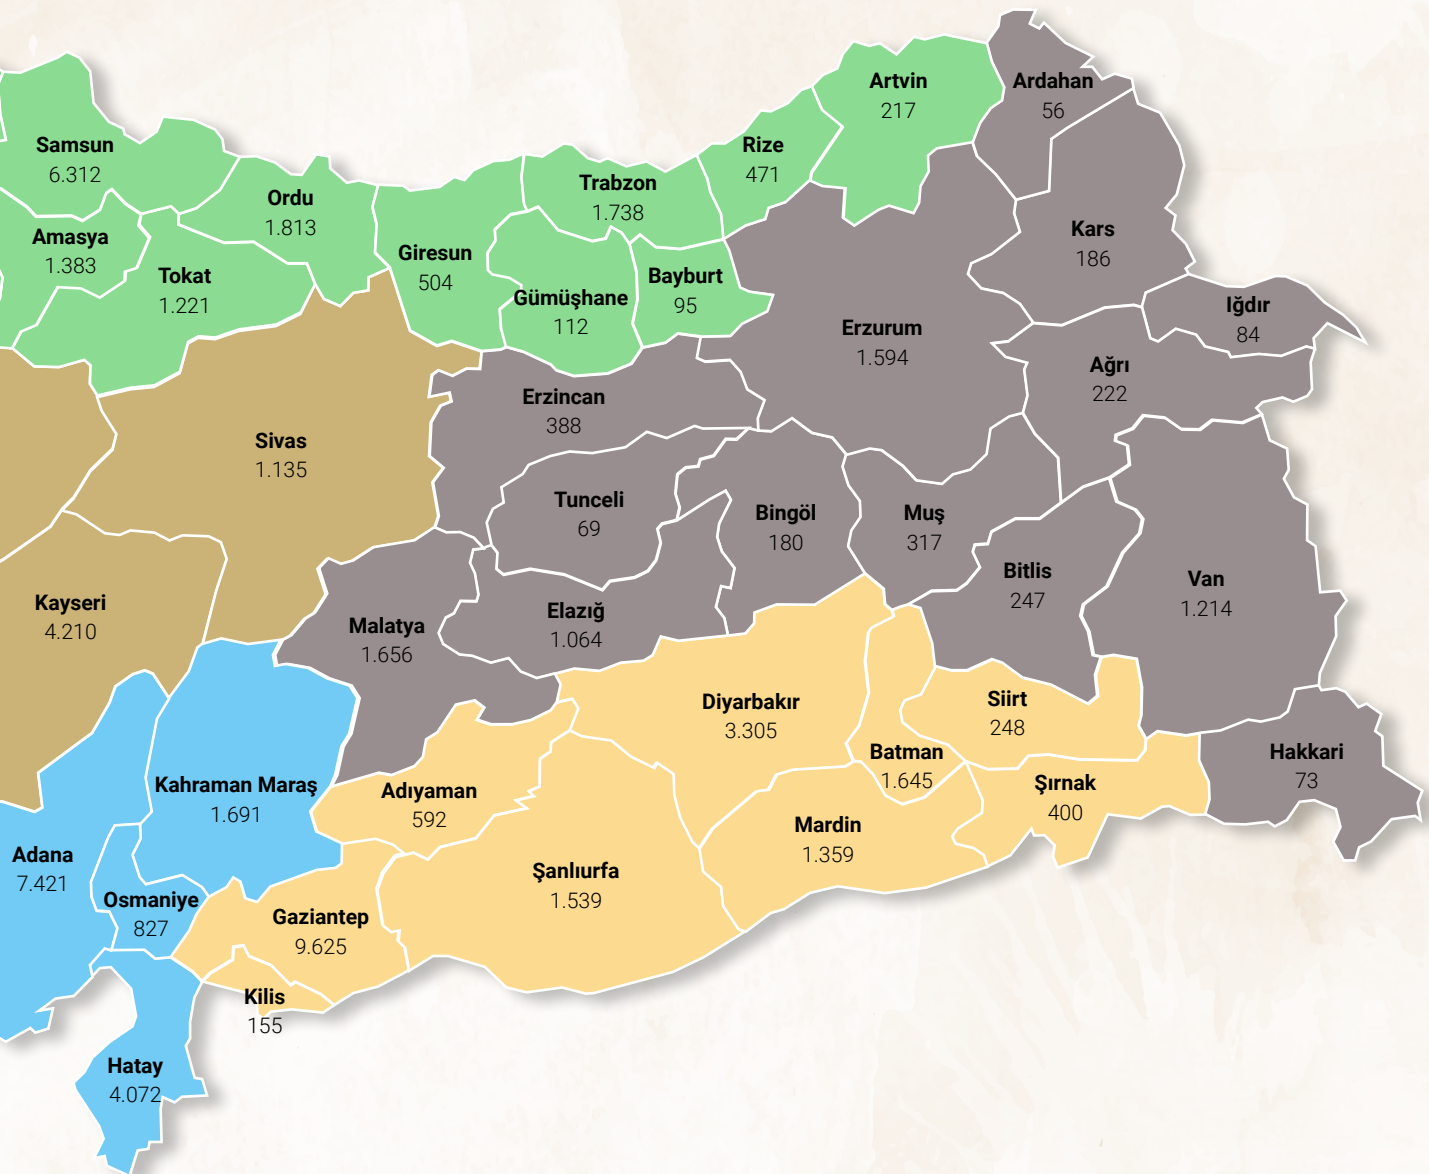 Artvin
217
Ardahan
56
Samsun
6.312
Rize
471
Trabzon
1.738
Ordu
1.813
Amasya
1.383
Giresun
504
Kars
186
Tokat
1.221
Gümüşhane
112
Bayburt
95
Iğdır
84
Erzurum
1.594
Ağrı
222
Erzincan
388
Sivas
1.135
Tunceli
69
Bingöl
180
Muş
317
Bitlis
247
Van
1.214
Kayseri
4.210
Malatya
1.656
Elazığ
1.064
Diyarbakır
3.305
Siirt
248
Batman
1.645
Hakkari
73
Kahraman Maraş
1.691
Adıyaman
592
Şırnak
400
Mardin
1.359
Adana
7.421
Şanlıurfa
1.539
Osmaniye
827
Gaziantep
9.625
Kilis
155
Hatay
4.072